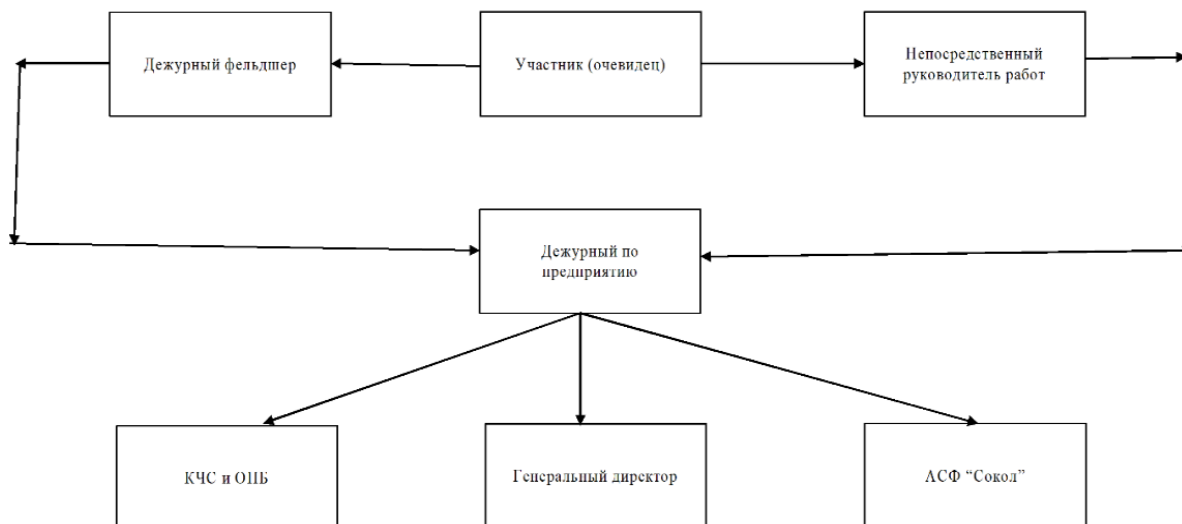 Дежурный фельдшер
Участник (очевидец)
Непосредственный
руководитель работ
Дежурный по
предприятию
КЧС и ОПБ
Генеральный директор
АСФ “Сокол”